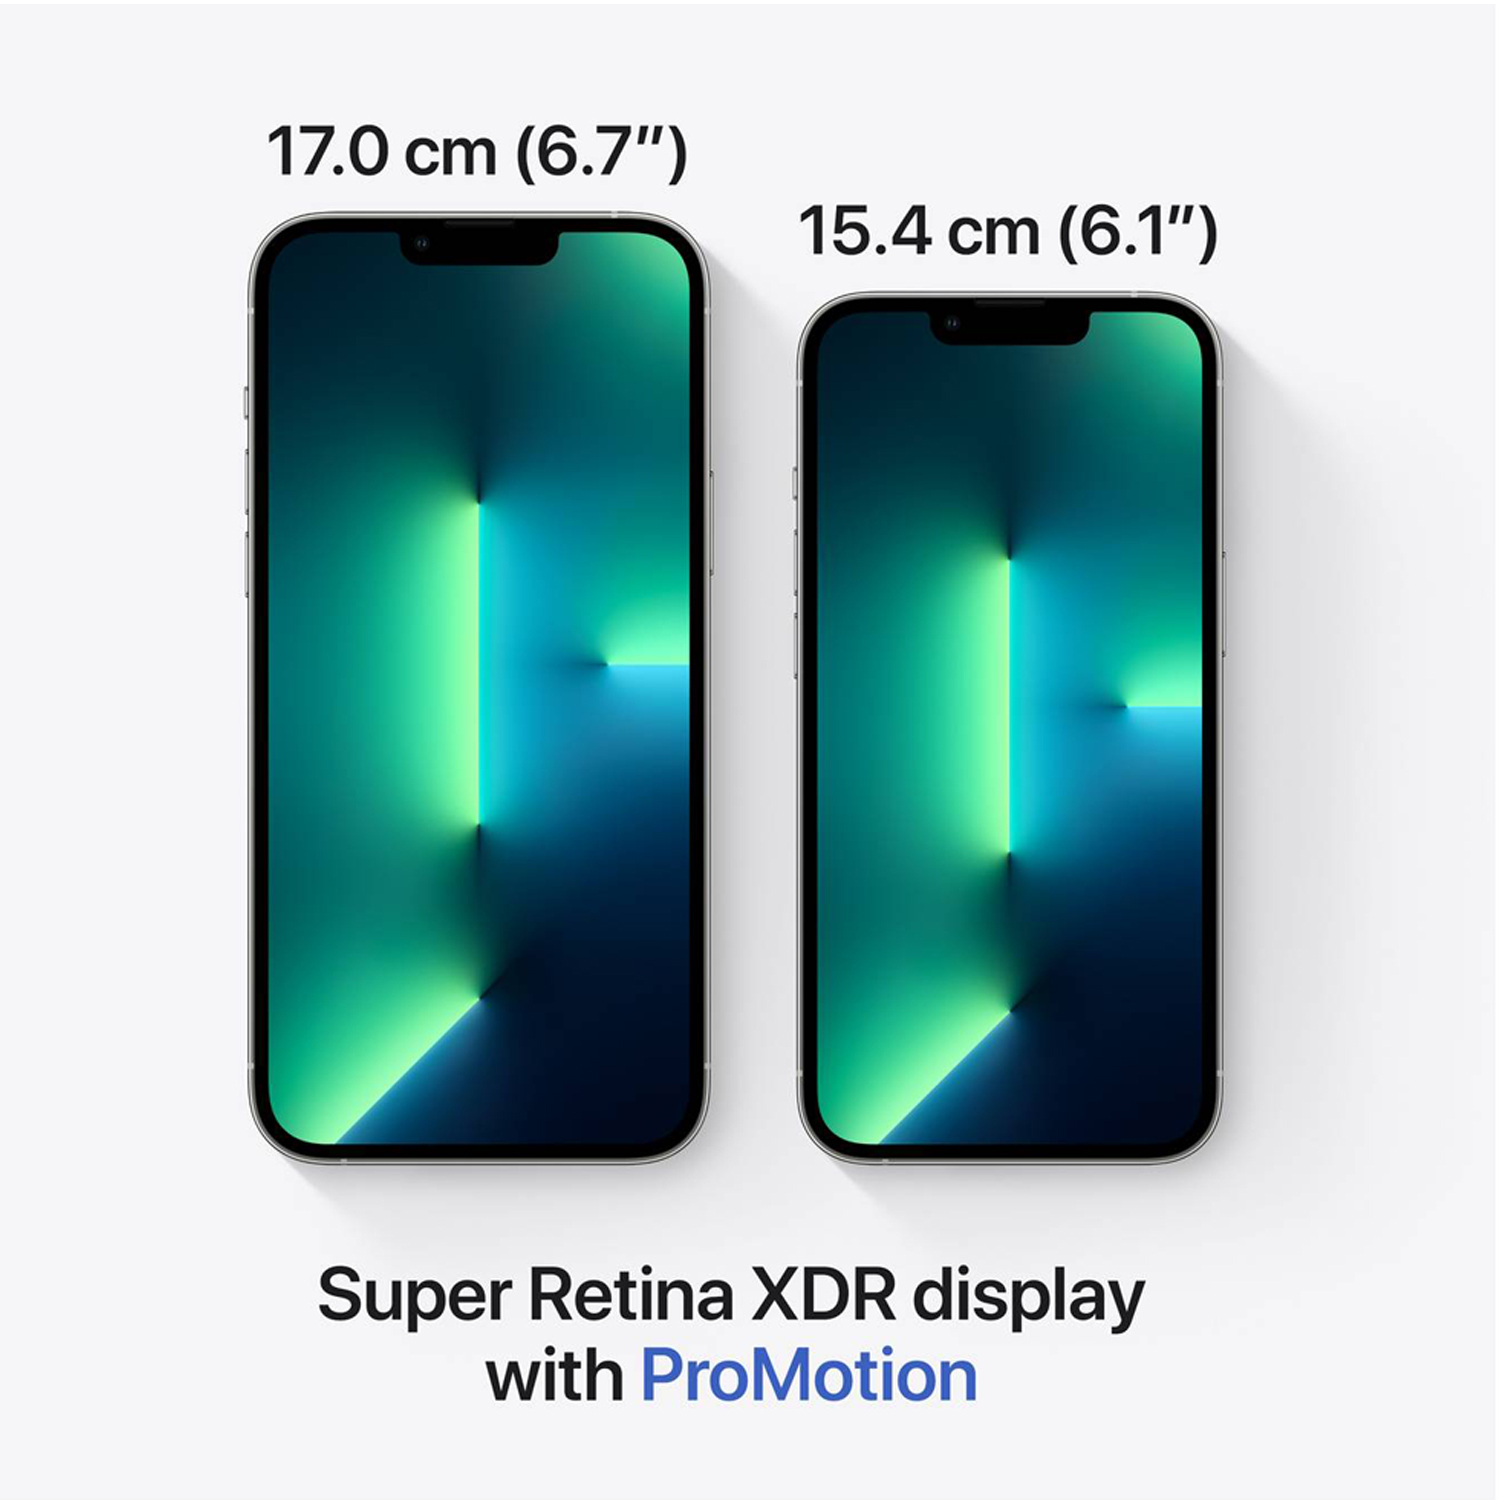 17.0 cm (6.7″)
15.4 cm (6.1″)
Super Retina XDR display
with ProMotion